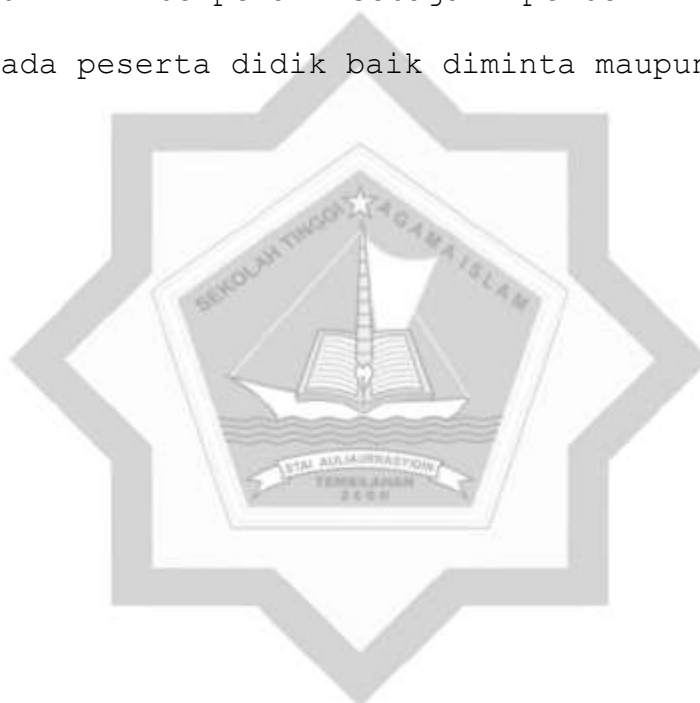 ada peserta didik baik diminta maupun
SEKOLAH TINGGI AGAMA ISLAM
STAI AULIAURRASYIDIN
TEMBILAHAN